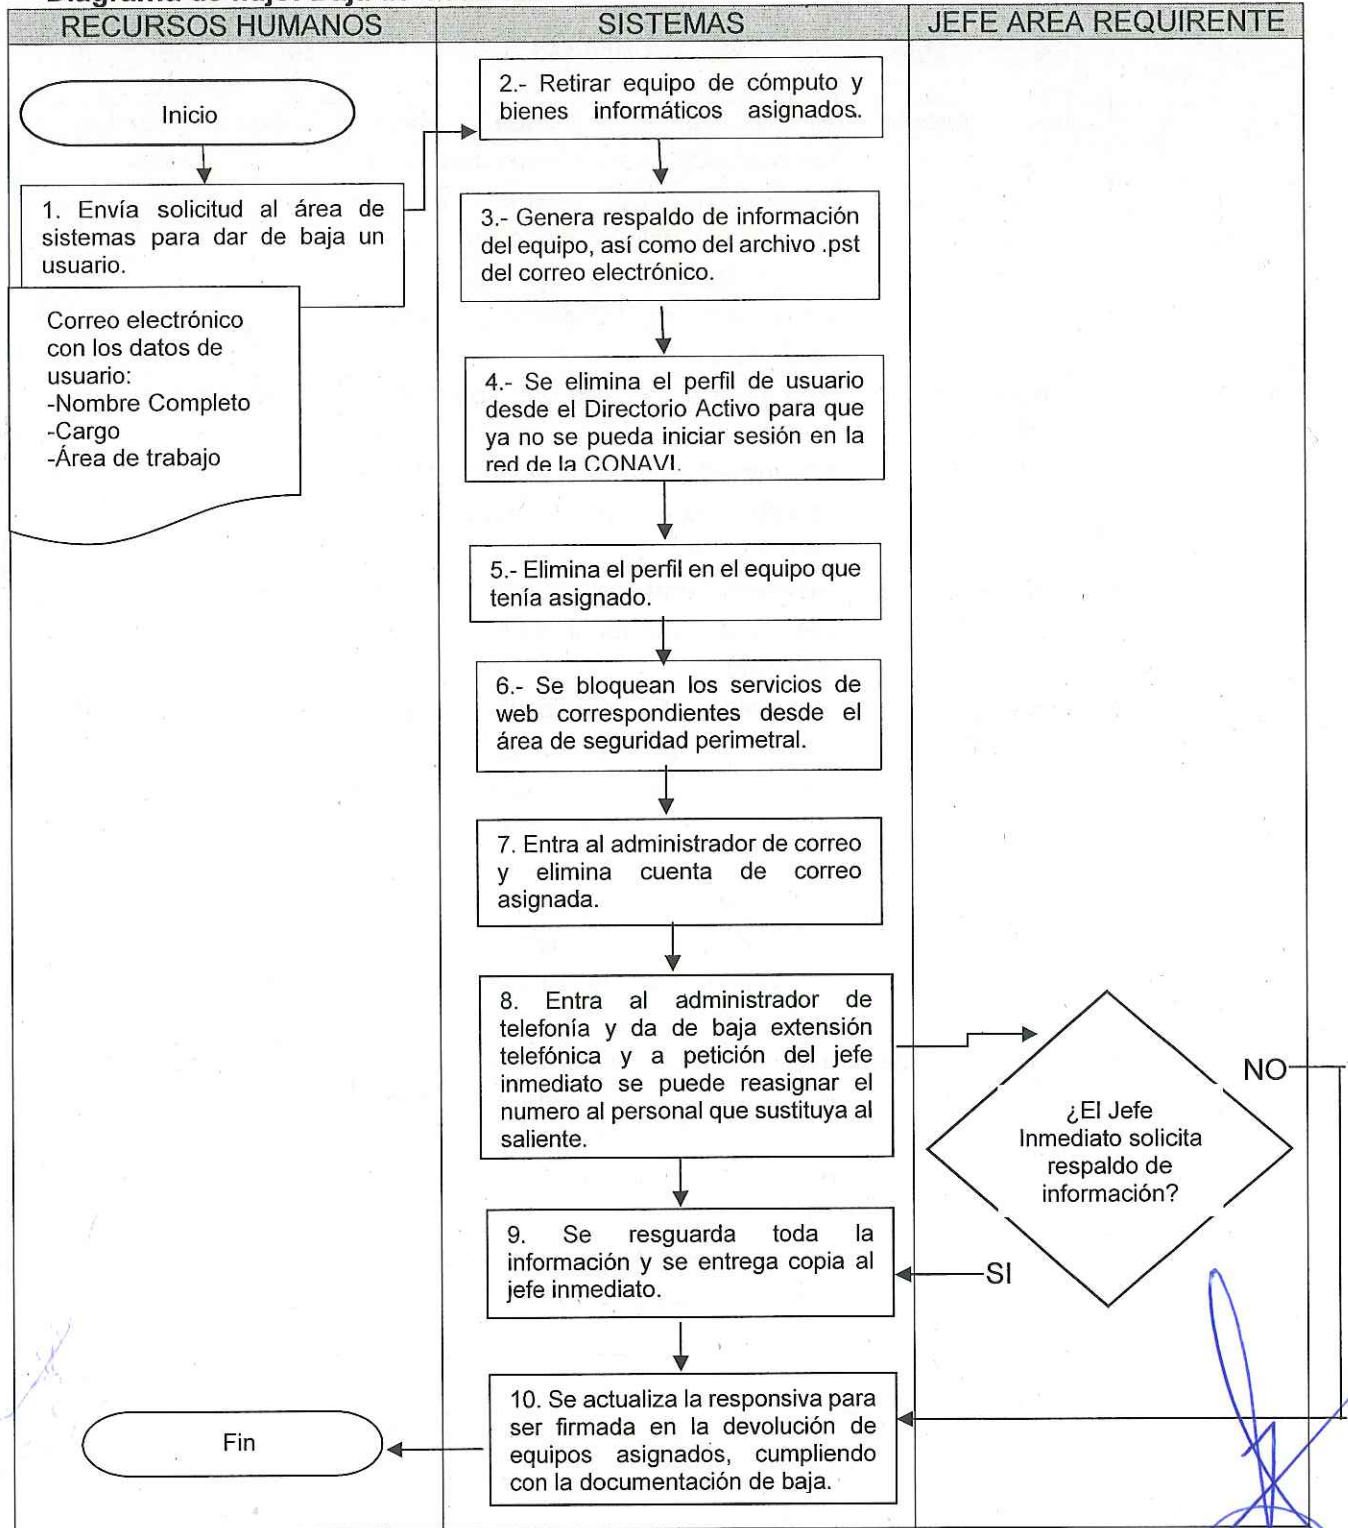 Diagrama de flujo: Baja
RECURSOS HUMANOS
SISTEMAS
JEFE AREA REQUIRENTE
Inicio
1. Envía solicitud al área de
sistemas para dar de baja un
usuario.
Correo electrónico
con los datos de
usuario:
-Nombre Completo
-Cargo
-Área de trabajo
2.- Retirar equipo de cómputo y
bienes informáticos asignados.
3.- Genera respaldo de información
del equipo, así como del archivo .pst
del correo electrónico.
4.- Se elimina el perfil de usuario
desde el Directorio Activo para que
ya no se pueda iniciar sesión en la
red de la CONAVI.
5.- Elimina el perfil en el equipo que
tenía asignado.
6.- Se bloquean los servicios de
web correspondientes desde el
área de seguridad perimetral.
7. Entra al administrador de correo
y elimina cuenta de correo
asignada.
8. Entra al administrador de
telefonía y da de baja extensión
telefónica y a petición del jefe
inmediato se puede reasignar el
numero al personal que sustituya al
saliente.
¿El Jefe
Inmediato solicita
respaldo de
información?
NO
SI
9. Se resguarda toda la
información y se entrega copia al
jefe inmediato.
10. Se actualiza la responsiva para
ser firmada en la devolución de
equipos asignados, cumpliendo
con la documentación de baja.
Fin